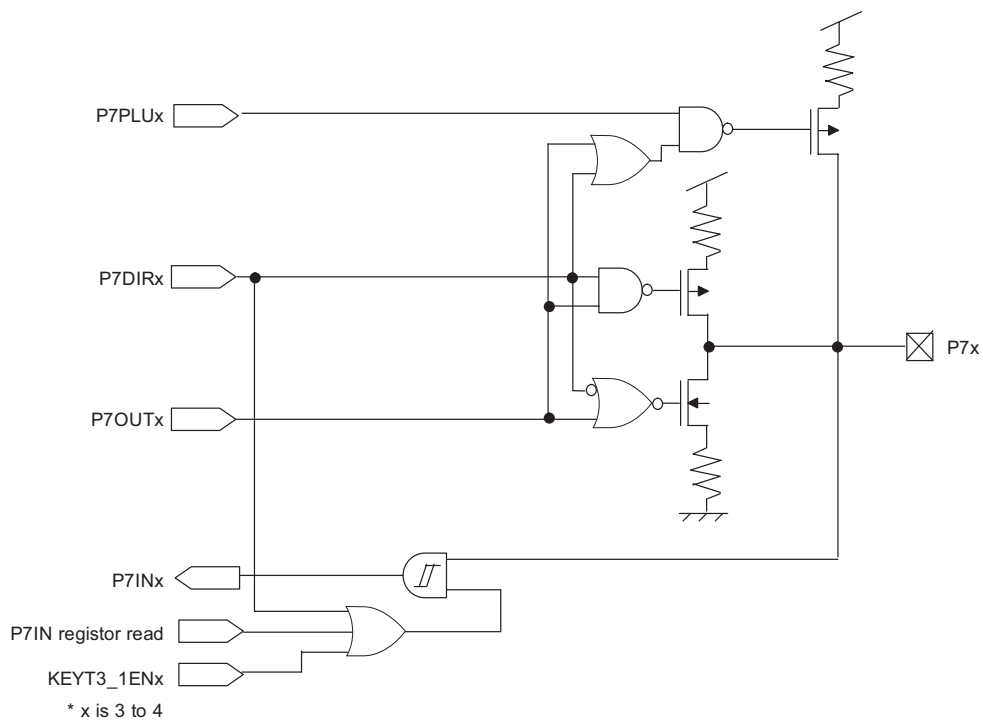 P7PLUx
P7DIRx
P7x
P7OUTx
P7INx
P7IN registor read
KEYT3_1ENx
* x is 3 to 4